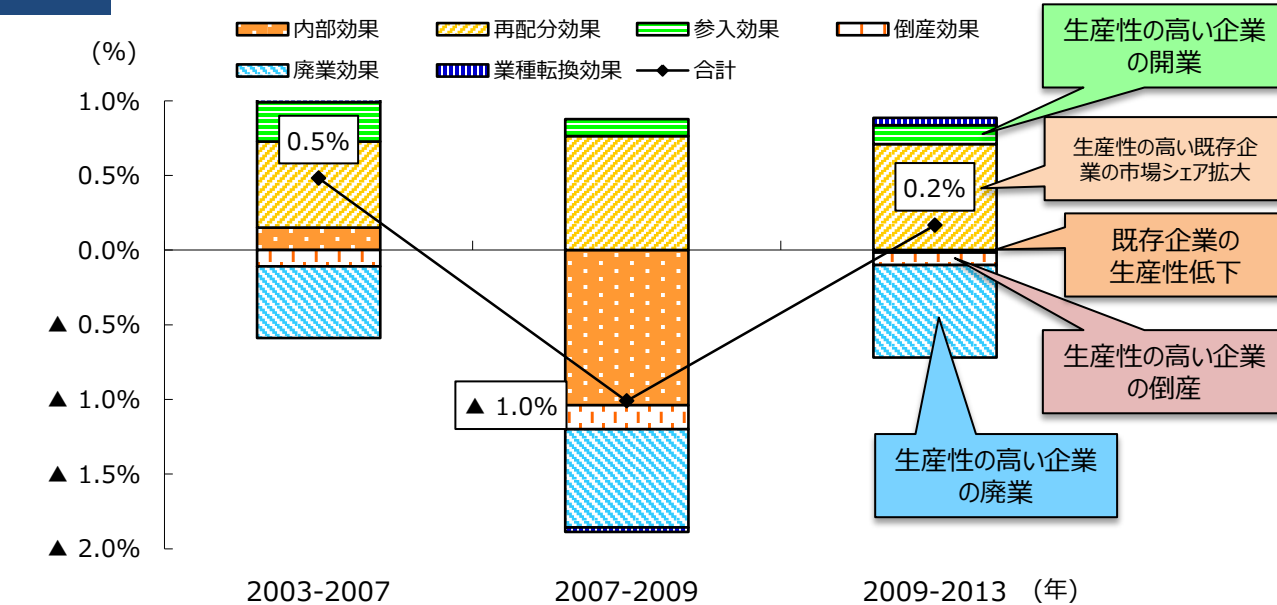 (%)
内部効果
再配分効果
参入効果
倒産効果
廃業効果
業種転換効果
合計
1.0%
0.5%
0.0%
▲ 0.5%
▲ 1.0%
▲ 1.5%
▲ 2.0%
0.5%
▲ 1.0%
0.2%
生産性の高い企業
の開業
生産性の高い既存企
業の市場シェア拡大
既存企業の
生産性低下
生産性の高い企業
の倒産
生産性の高い企業
の廃業
2003-2007
2007-2009
2009-2013
(年)